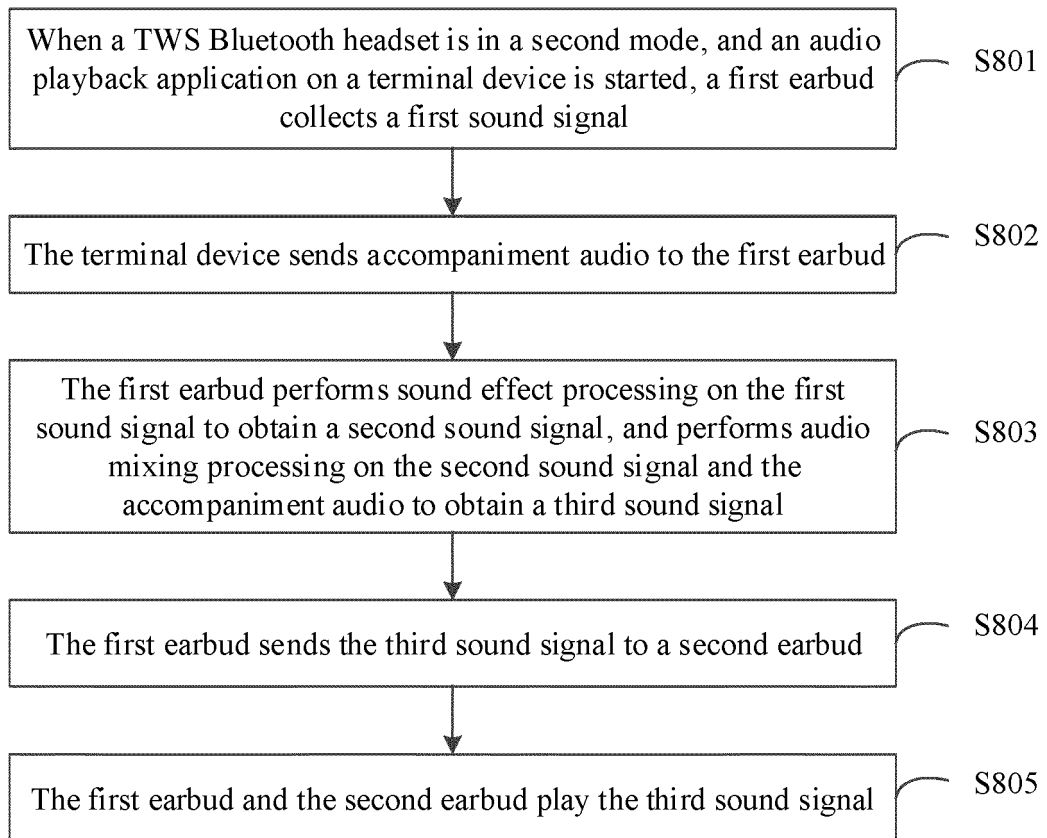 When a TWS Bluetooth headset is in a second mode, and an audio
playback application on a terminal device is started, a first earbud
collects a first sound signal
S801
The terminal device sends accompaniment audio to the first earbud
S802
The first earbud performs sound effect processing on the first
sound signal to obtain a second sound signal, and performs audio
mixing processing on the second sound signal and the
accompaniment audio to obtain a third sound signal
S803
The first earbud sends the third sound signal to a second earbud
S804
The first earbud and the second earbud play the third sound signal
S805